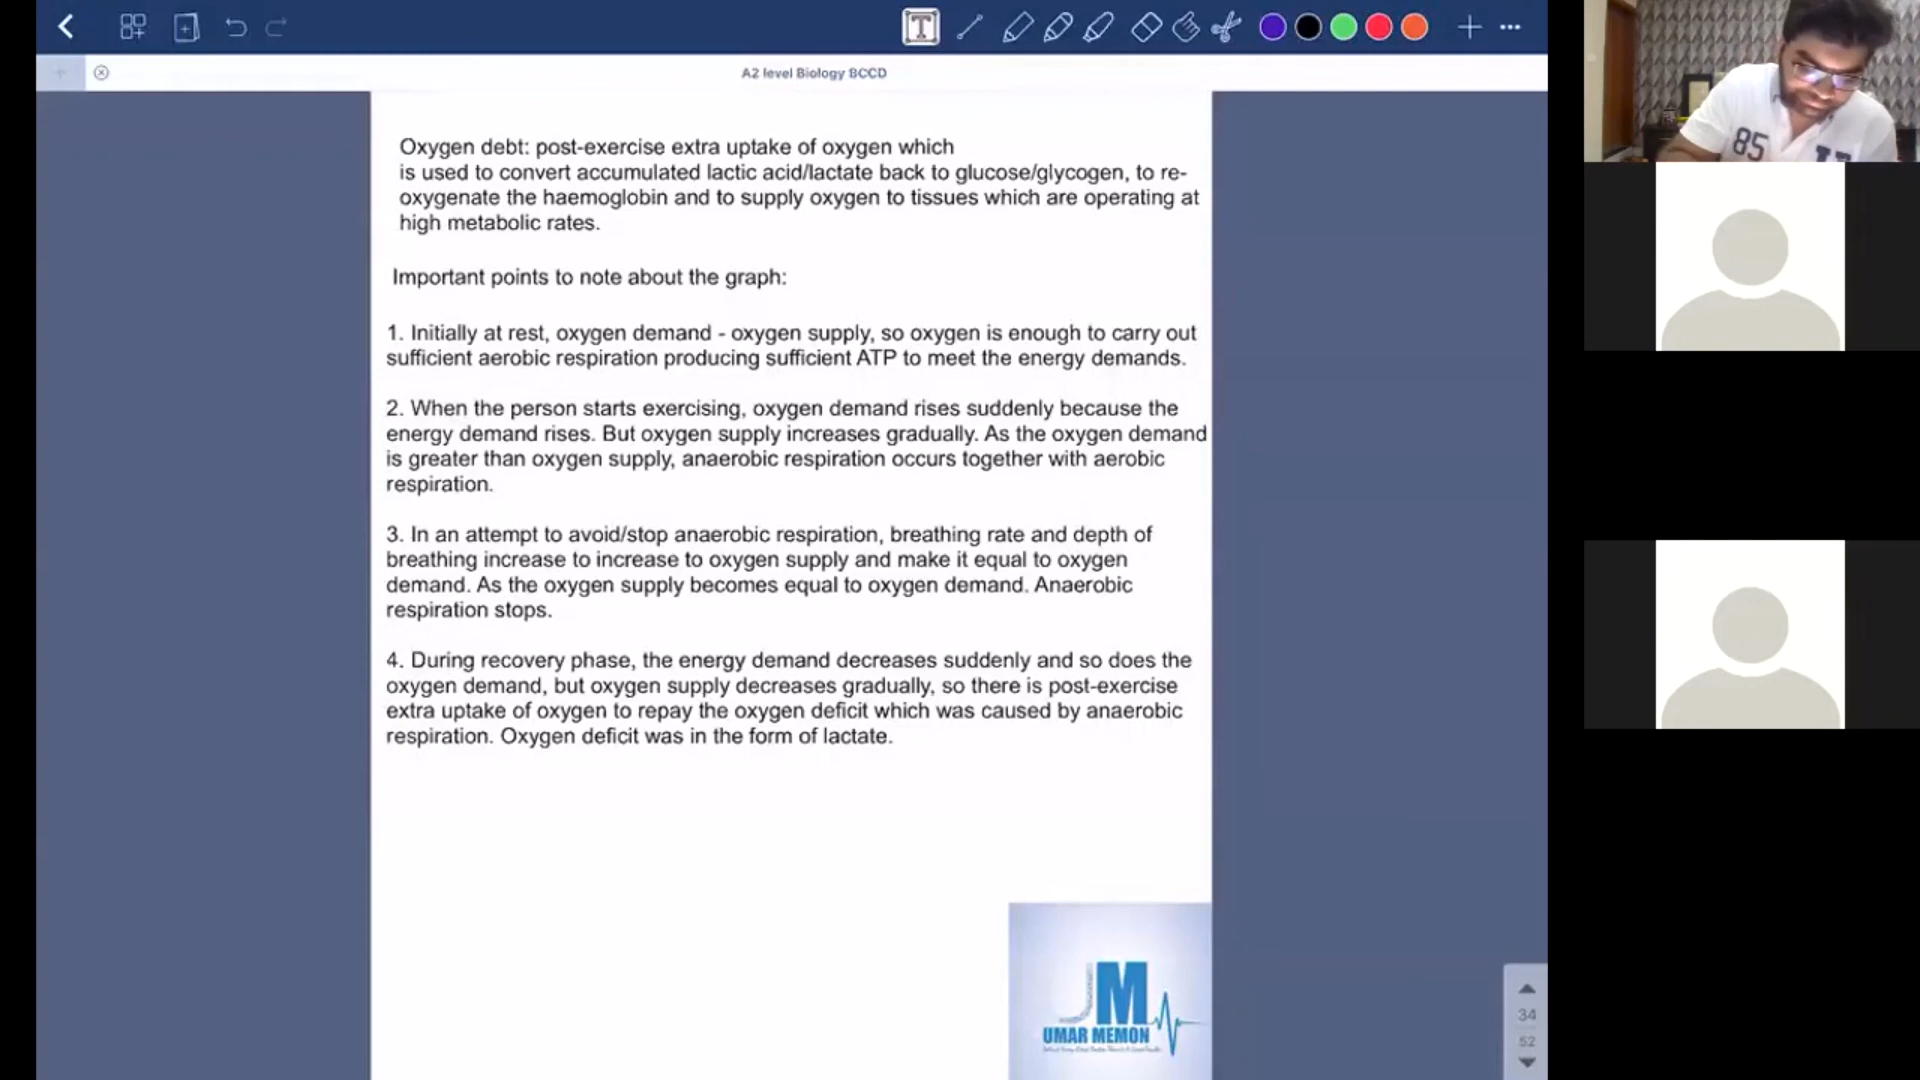 A2 level Biology BCCD
Oxygen debt: post-exercise extra uptake of oxygen which
is used to convert accumulated lactic acid/lactate back to glucose/glycogen, to re-
oxygenate the haemoglobin and to supply oxygen to tissues which are operating at
high metabolic rates.
Important points to note about the graph:
1. Initially at rest, oxygen demand - oxygen supply, so oxygen is enough to carry out
sufficient aerobic respiration producing sufficient ATP to meet the energy demands.
2. When the person starts exercising, oxygen demand rises suddenly because the
energy demand rises. But oxygen supply increases gradually. As the oxygen demand
is greater than oxygen supply, anaerobic respiration occurs together with aerobic
respiration.
3. In an attempt to avoid/stop anaerobic respiration, breathing rate and depth of
breathing increase to increase to oxygen supply and make it equal to oxygen
demand. As the oxygen supply becomes equal to oxygen demand. Anaerobic
respiration stops.
4. During recovery phase, the energy demand decreases suddenly and so does the
oxygen demand, but oxygen supply decreases gradually, so there is post-exercise
extra uptake of oxygen to repay the oxygen deficit which was caused by anaerobic
respiration. Oxygen deficit was in the form of lactate.
UMAR MEMON
34
52
85